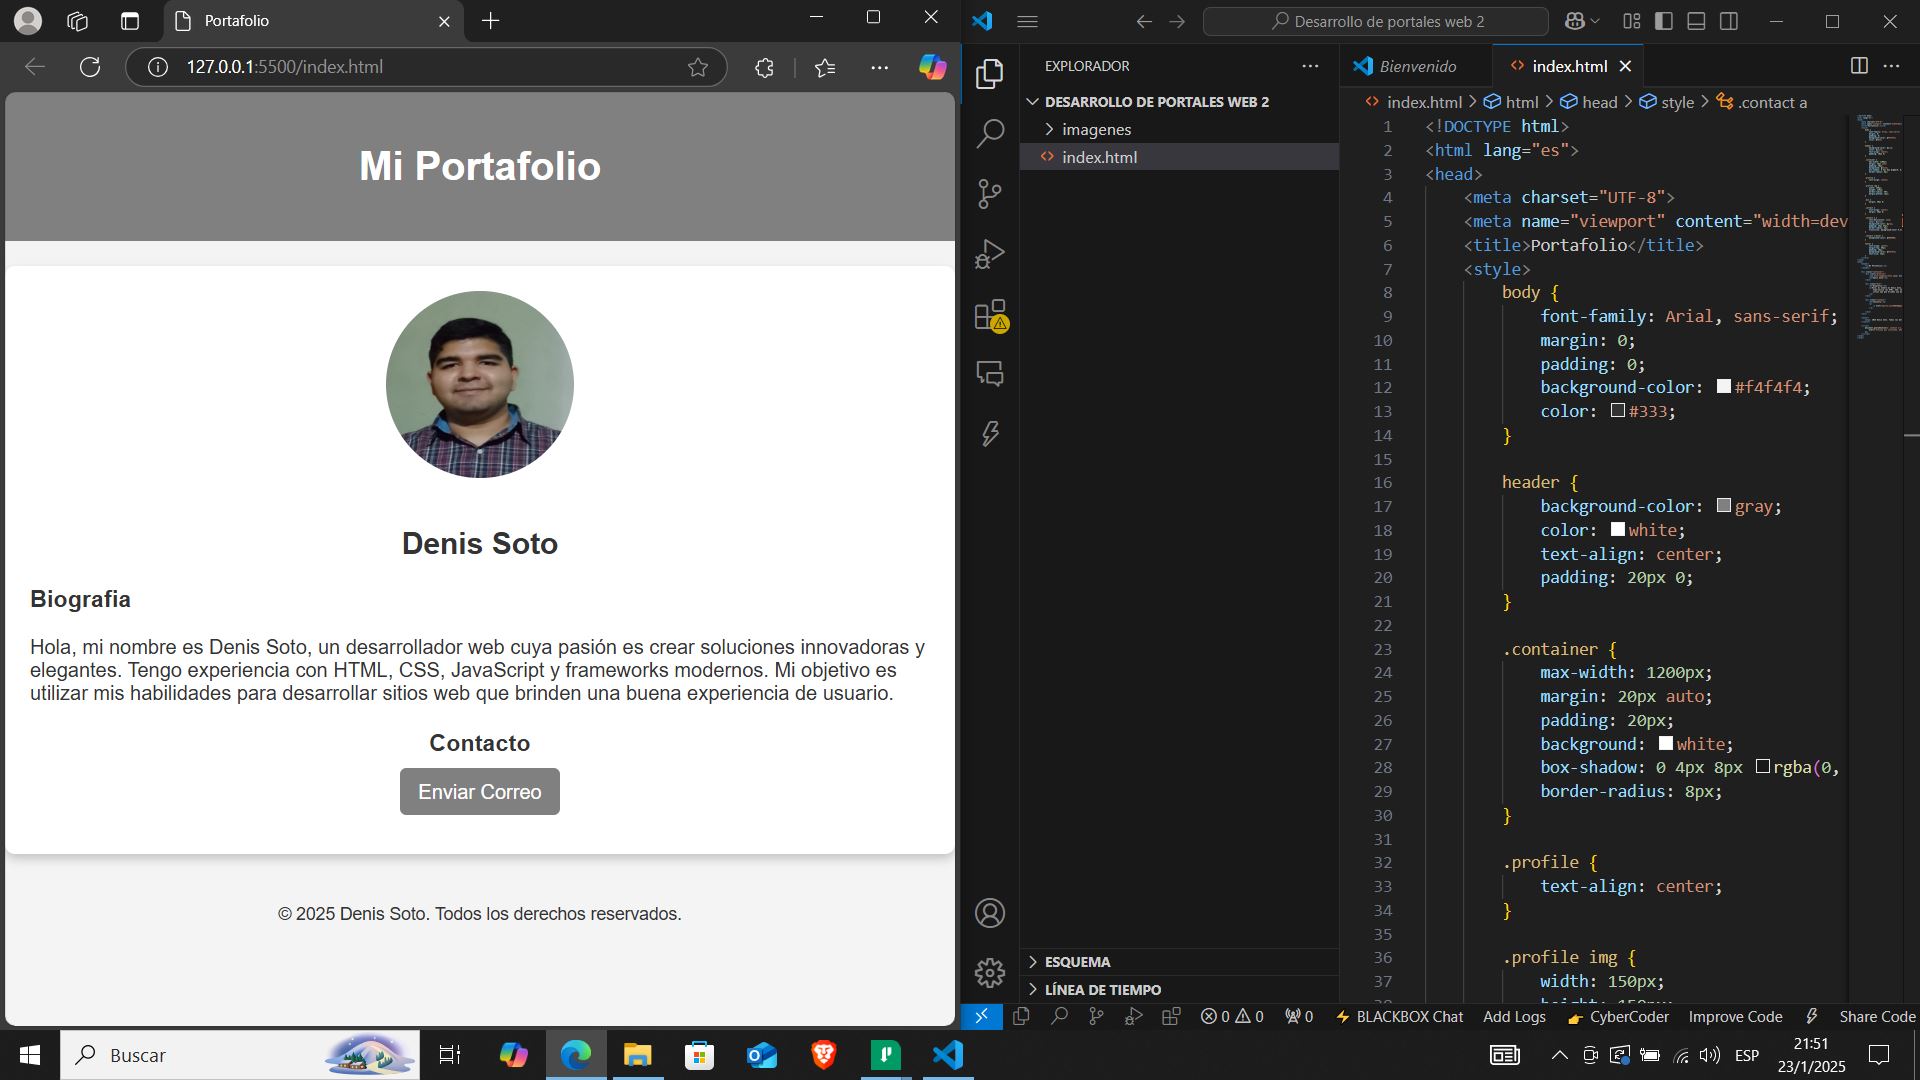 Portafolio
127.0.0.1:5500/index.html
Mi Portafolio
Denis Soto
Biografia
Hola, mi nombre es Denis Soto, un desarrollador web cuya pasión es crear soluciones innovadoras y
elegantes. Tengo experiencia con HTML, CSS, JavaScript y frameworks modernos. Mi objetivo es
utilizar mis habilidades para desarrollar sitios web que brinden una buena experiencia de usuario.
Contacto
Enviar Correo
© 2025 Denis Soto. Todos los derechos reservados.
Desarrollo de portales web 2
EXPLORADOR
DESARROLLO DE PORTALES WEB 2
imagenes
index.html
ESQUEMA
LÍNEA DE TIEMPO
Bienvenido
index.html
index.html > html > head > style > .contact a
1 <!DOCTYPE html>
2 <html lang="es">
3 <head>
4 <meta charset="UTF-8">
5 <meta name="viewport" content="width=dev
6 <title>Portafolio</title>
7 <style>
8 body {
9 font-family: Arial, sans-serif;
10 margin: 0;
11 padding: 0;
12 background-color: #f4f4f4;
13 color: #333;
14 }
15
16 header {
17 background-color: gray;
18 color: white;
19 text-align: center;
20 padding: 20px 0;
21 }
22
23 .container {
24 max-width: 1200px;
25 margin: 20px auto;
26 padding: 20px;
27 background: white;
28 box-shadow: 0 4px 8px rgba(0,
29 border-radius: 8px;
30 }
31
32 .profile {
33 text-align: center;
34 }
35
36 .profile img {
37 width: 150px;
0 0 0 BLACKBOX Chat Add Logs CyberCoder Improve Code Share Code
Buscar
ESP
21:51
23/1/2025